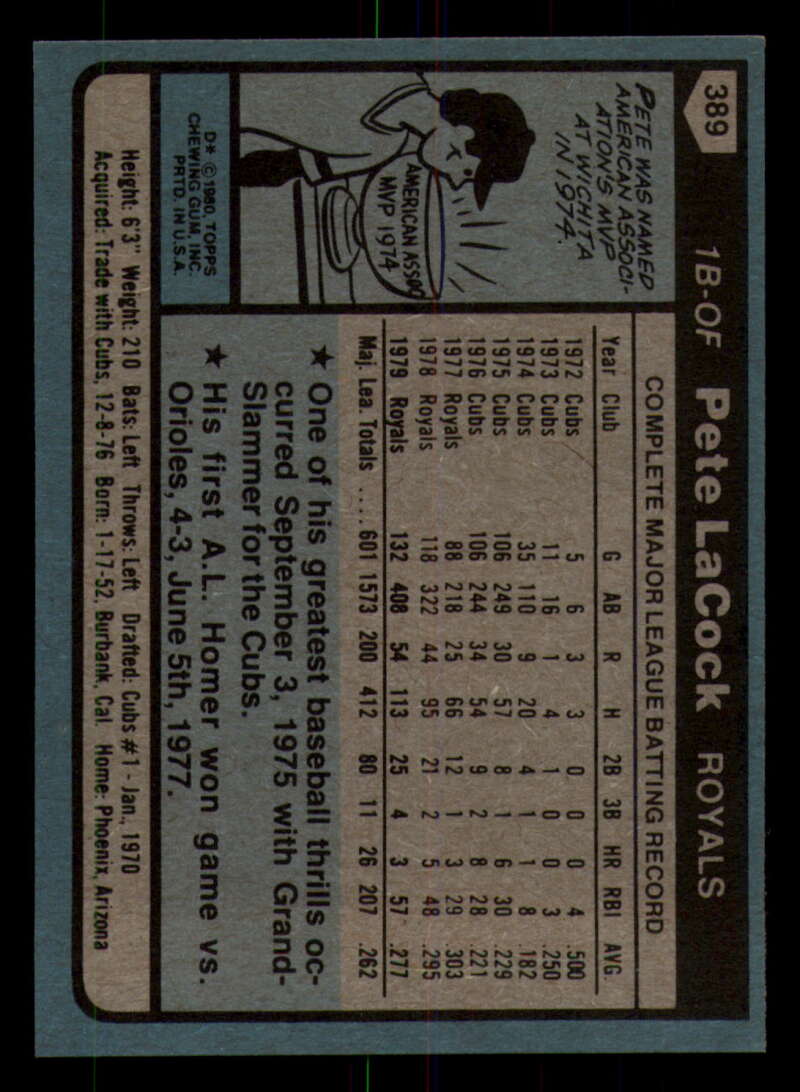 389
1B-OF Pete LaCock ROYALS
PETE WAS NAMED
AMERICAN ASSOCI-
ATION'S MVP
AT WICHITA
IN 1974.
AMERICAN ASSOC
MVP 1974
D* © 1980, TOPPS
CHEWING GUM, INC.
PRTD. IN U.S.A.
COMPLETE MAJOR LEAGUE BATTING RECORD
Year Club G AB R H 2B 3B HR RBI AVG.
1972 Cubs 5 6 3 3 0 0 0 4 .500
1973 Cubs 11 16 1 4 1 0 0 3 .250
1974 Cubs 35 110 9 20 4 1 1 8 .182
1975 Cubs 106 249 30 57 8 1 6 30 .229
1976 Cubs 106 244 34 54 9 2 8 28 .221
1977 Royals 88 218 25 66 12 1 3 29 .303
1978 Royals 118 322 44 95 21 2 5 48 .295
1979 Royals 132 408 54 113 25 4 3 57 .277
Maj. Lea. Totals .... 601 1573 200 412 80 11 26 207 .262
★ One of his greatest baseball thrills oc-
curred September 3, 1975 with Grand-
Slammer for the Cubs.
★ His first A.L. Homer won game vs.
Orioles, 4-3, June 5th, 1977.
Height: 6'3" Weight: 210 Bats: Left Throws: Left Drafted: Cubs #1 - Jan., 1970
Acquired: Trade with Cubs, 12-8-76 Born: 1-17-52, Burbank, Cal. Home: Phoenix, Arizona